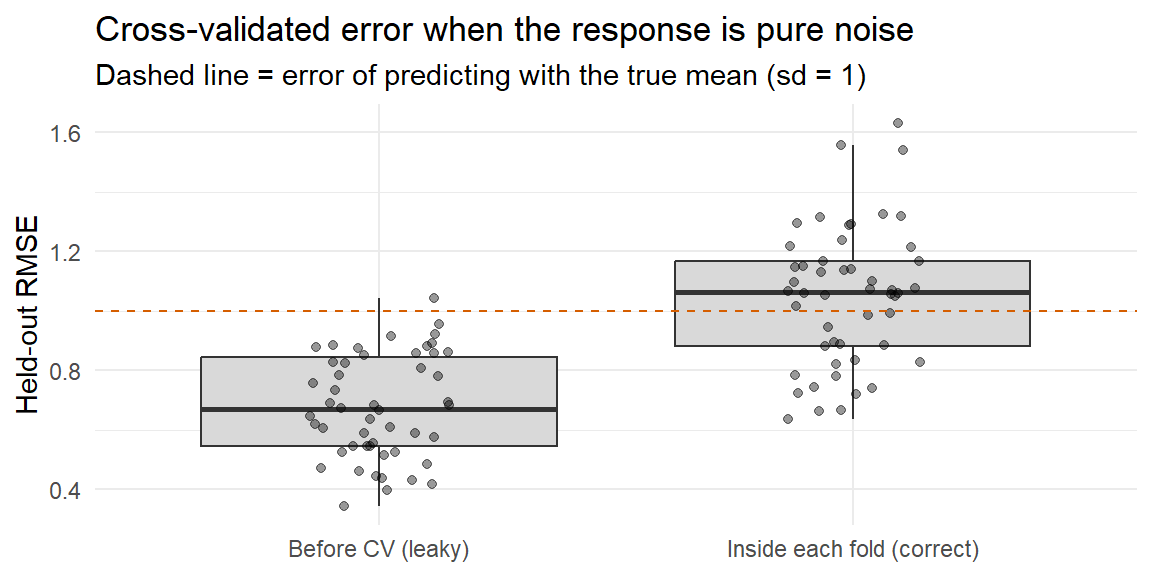 Cross-validated error when the response is pure noise
Dashed line = error of predicting with the true mean (sd = 1)
Held-out RMSE
1.6
1.2
0.8
0.4
Before CV (leaky)
Inside each fold (correct)